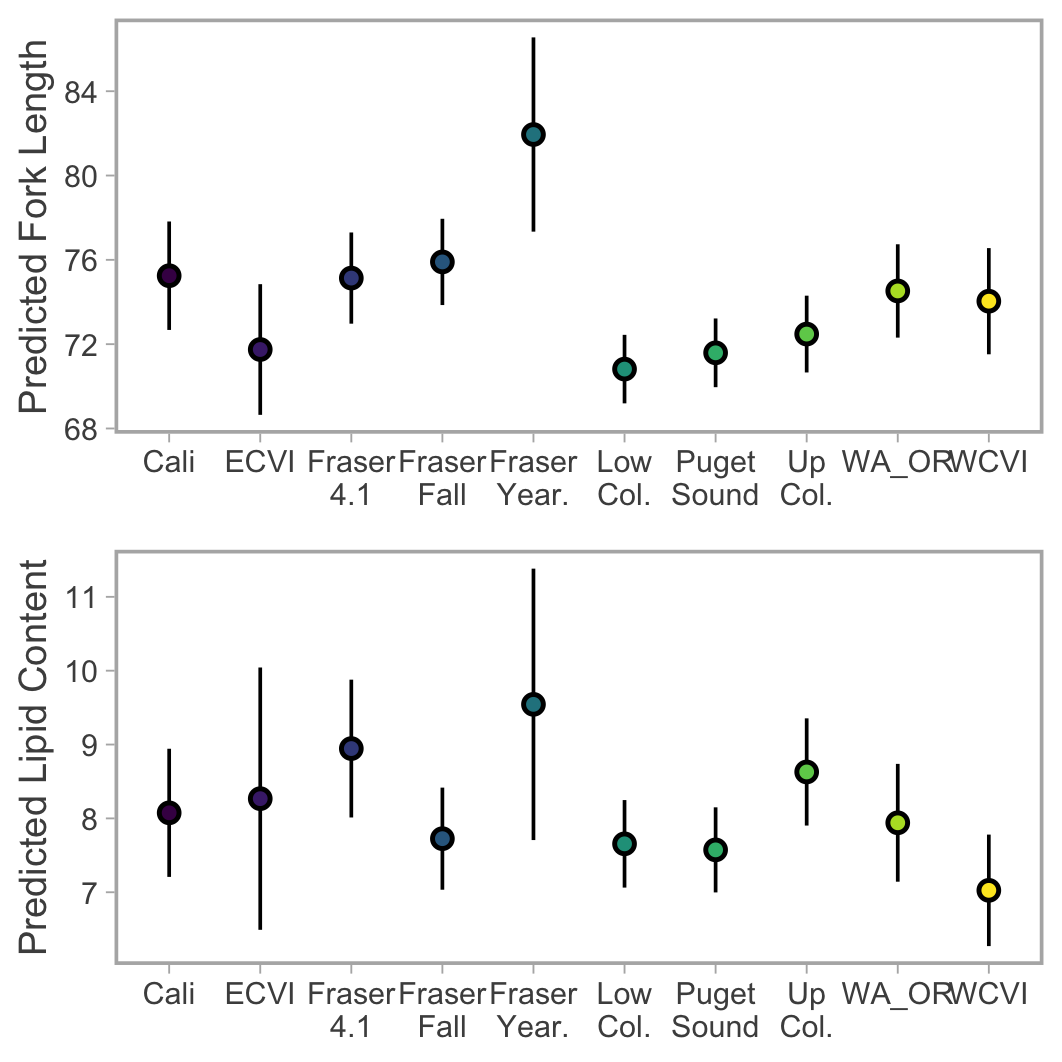 Predicted Fork Length
84
80
76
72
68
Cali ECVI Fraser Fraser Fraser Low Puget Up WA_OR WCVI
4.1 Fall Year. Col. Sound Col.
Predicted Lipid Content
11
10
9
8
7
Cali ECVI Fraser Fraser Fraser Low Puget Up WA_OR WCVI
4.1 Fall Year. Col. Sound Col.